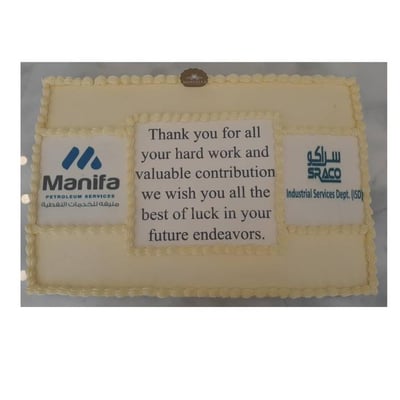 Thank you for all
your hard work and
valuable contribution
we wish you all the
best of luck in your
future endeavors.
Manifa
PETROLEUM SERVICES
منيفة للخدمات النفطية
سراكو
SRACO
Industrial Services Dept. (ISD)